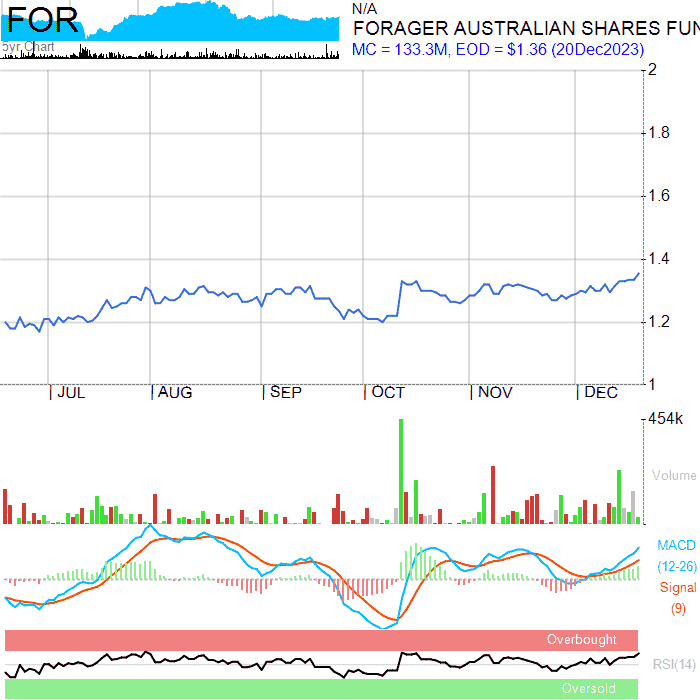 FOR
5yr Chart
N/A
FORAGER AUSTRALIAN SHARES FUN
MC = 133.3M, EOD = $1.36 (20Dec2023)
2
1.8
1.6
1.4
1.2
1
JUL AUG SEP OCT NOV DEC
454k
Volume
MACD
(12-26)
Signal
(9)
Overbought
RSI(14)
Oversold